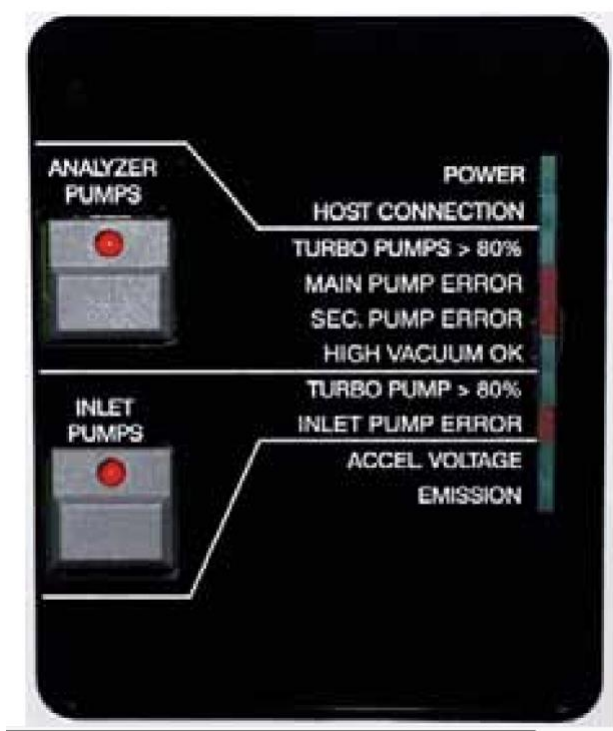 ANALYZER
PUMPS
POWER
HOST CONNECTION
TURBO PUMPS > 80%
MAIN PUMP ERROR
SEC. PUMP ERROR
HIGH VACUUM OK
INLET
PUMPS
TURBO PUMP > 80%
INLET PUMP ERROR
ACCEL. VOLTAGE
EMISSION